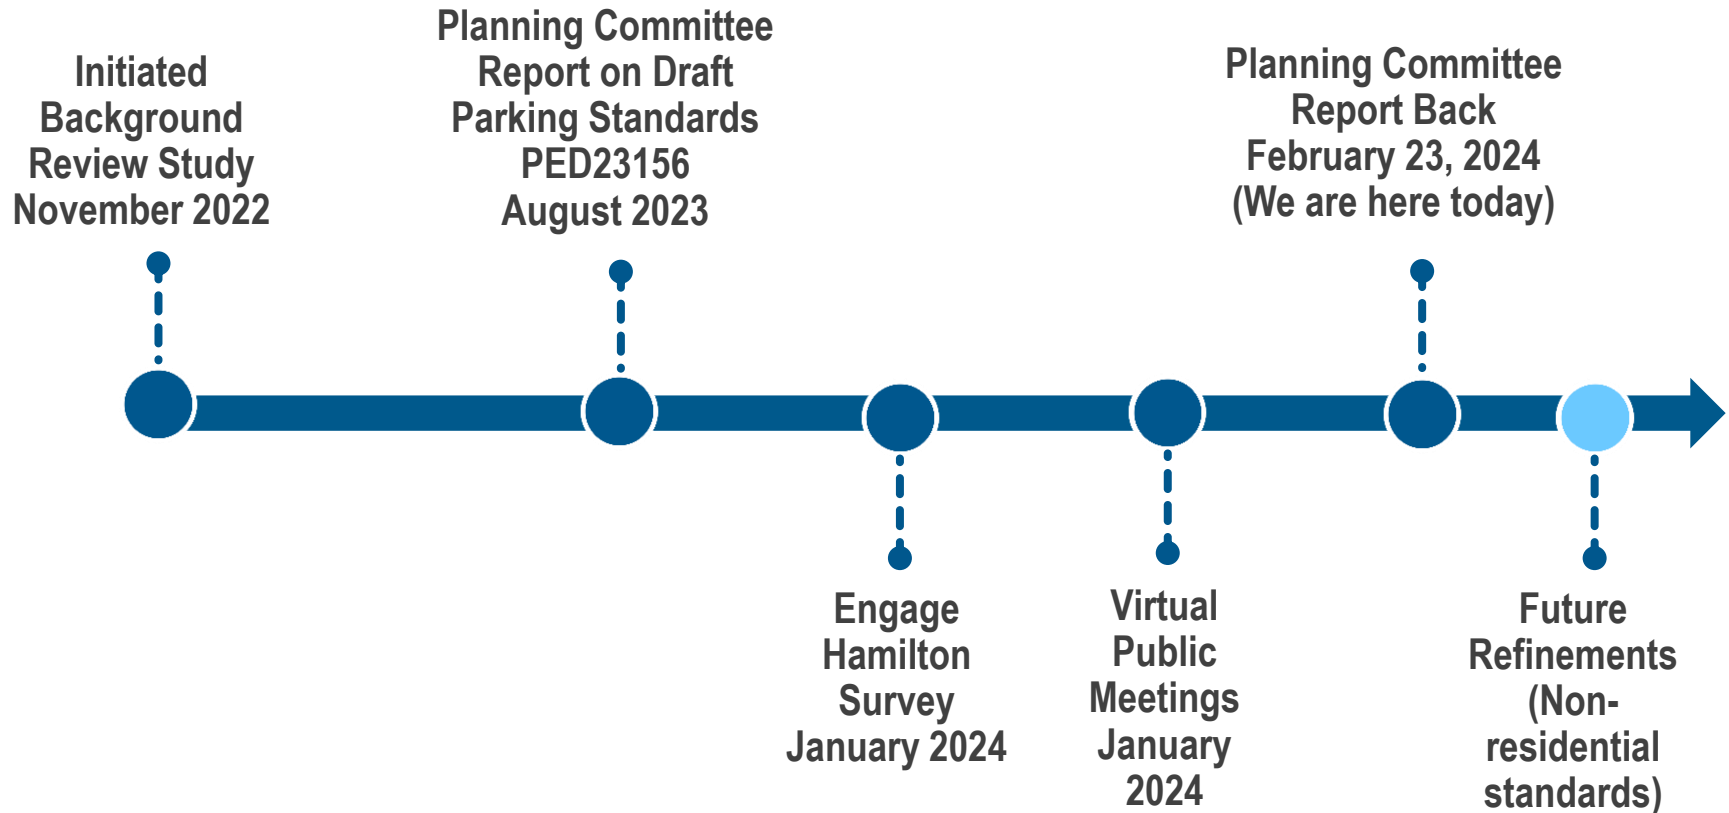 Initiated
Background
Review Study
November 2022
Planning Committee
Report on Draft
Parking Standards
PED23156
August 2023
Engage
Hamilton
Survey
January 2024
Virtual
Public
Meetings
January
2024
Planning Committee
Report Back
February 23, 2024
(We are here today)
Future
Refinements
(Non-
residential
standards)